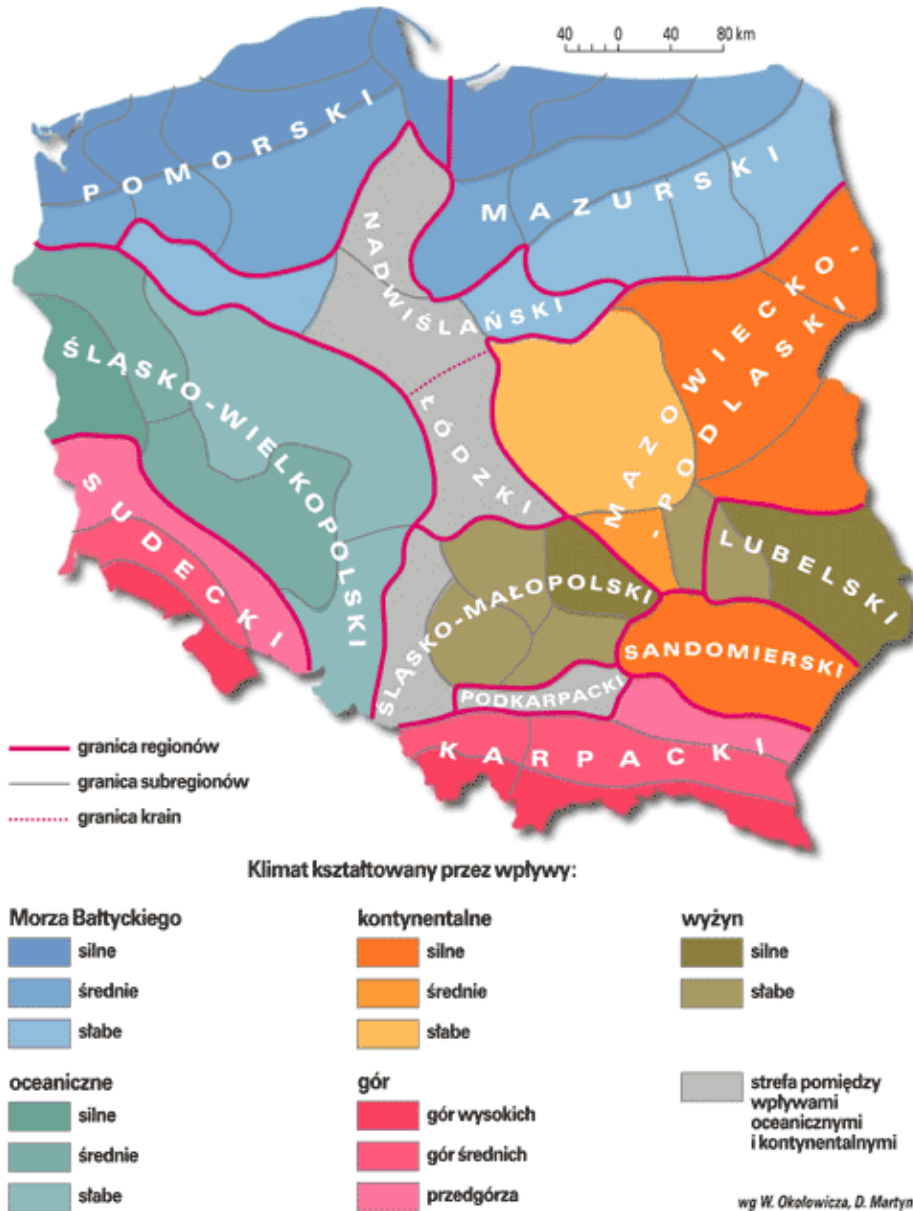 40 0 40 80 km
POMORSKI
MAZURSKI
NADWIŚLAŃSKI
MAZOWIECKO-
-PODLASKI
ŚLĄSKO-WIELKOPOLSKI
ŁÓDZKI
SUDECKI
LUBELSKI
ŚLĄSKO-MAŁOPOLSKI
SANDOMIERSKI
PODKARPACKI
KARPACKI
granica regionów
granica subregionów
granica krain
Klimat kształtowany przez wpływy:
Morza Bałtyckiego
silne
średnie
słabe
kontynentalne
silne
średnie
słabe
wyżyn
silne
słabe
oceaniczne
silne
średnie
słabe
gór
gór wysokich
gór średnich
przedgórza
strefa pomiędzy
wpływami
oceanicznymi
i kontynentalnymi
wg W. Okołowicza, D. Martyn